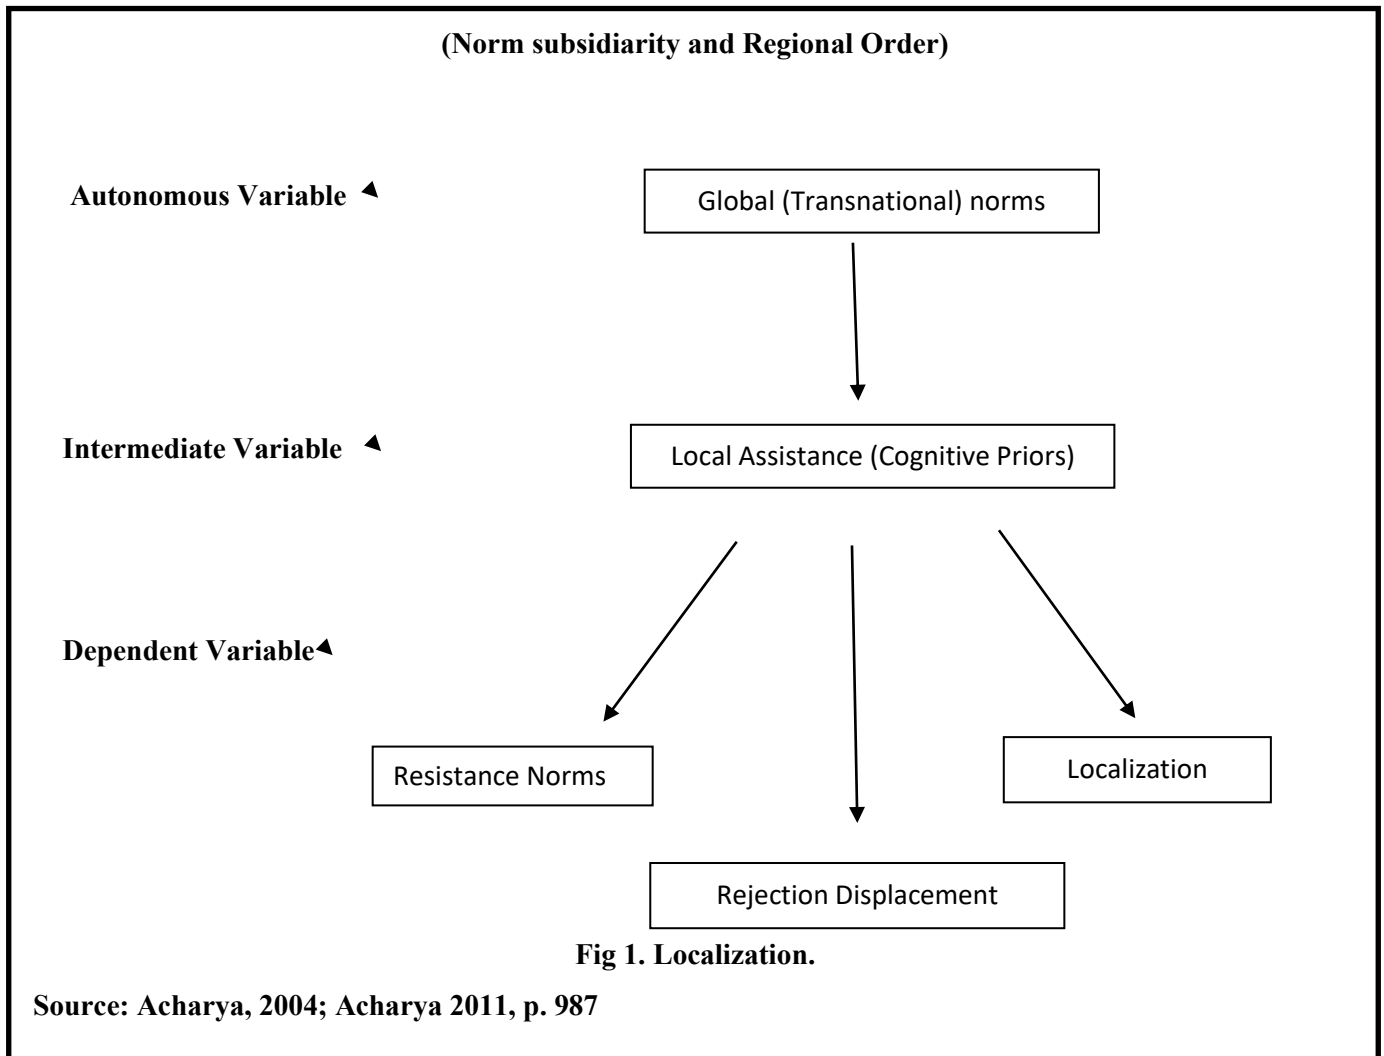 (Norm subsidiarity and Regional Order)
Autonomous Variable
Global (Transnational) norms
Intermediate Variable
Local Assistance (Cognitive Priors)
Dependent Variable
Resistance Norms
Localization
Rejection Displacement
Fig 1. Localization.
Source: Acharya, 2004; Acharya 2011, p. 987